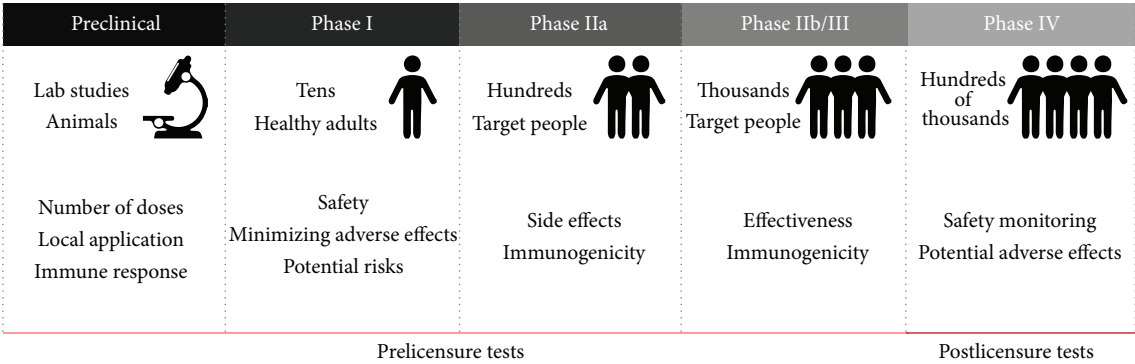 Preclinical
Phase I
Phase IIa
Phase IIb/III
Phase IV
Lab studies
Animals
Tens
Healthy adults
Hundreds
Target people
Thousands
Target people
Hundreds
of
thousands
Number of doses
Local application
Immune response
Safety
Minimizing adverse effects
Potential risks
Side effects
Immunogenicity
Effectiveness
Immunogenicity
Safety monitoring
Potential adverse effects
Prelicensure tests
Postlicensure tests